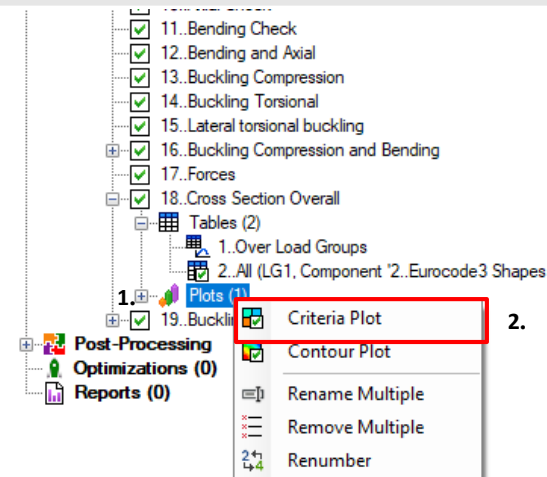 11..Bending Check
12..Bending and Axial
13..Buckling Compression
14..Buckling Torsional
15..Lateral torsional buckling
16..Buckling Compression and Bending
17..Forces
18..Cross Section Overall
Tables (2)
1..Over Load Groups
2..All (LG1, Component '2..Eurocode3 Shapes
1. Plots (1)
Criteria Plot 2.
19..Buckli
Contour Plot
Post-Processing
Optimizations (0)
Rename Multiple
Reports (0)
Remove Multiple
Renumber